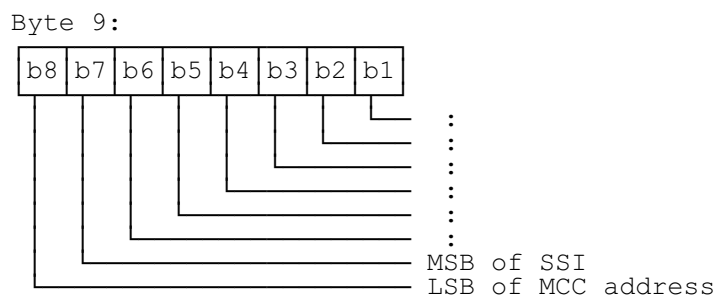 Byte 9:
b8 b7 b6 b5 b4 b3 b2 b1
:
:
:
:
:
:
MSB of SSI
LSB of MCC address